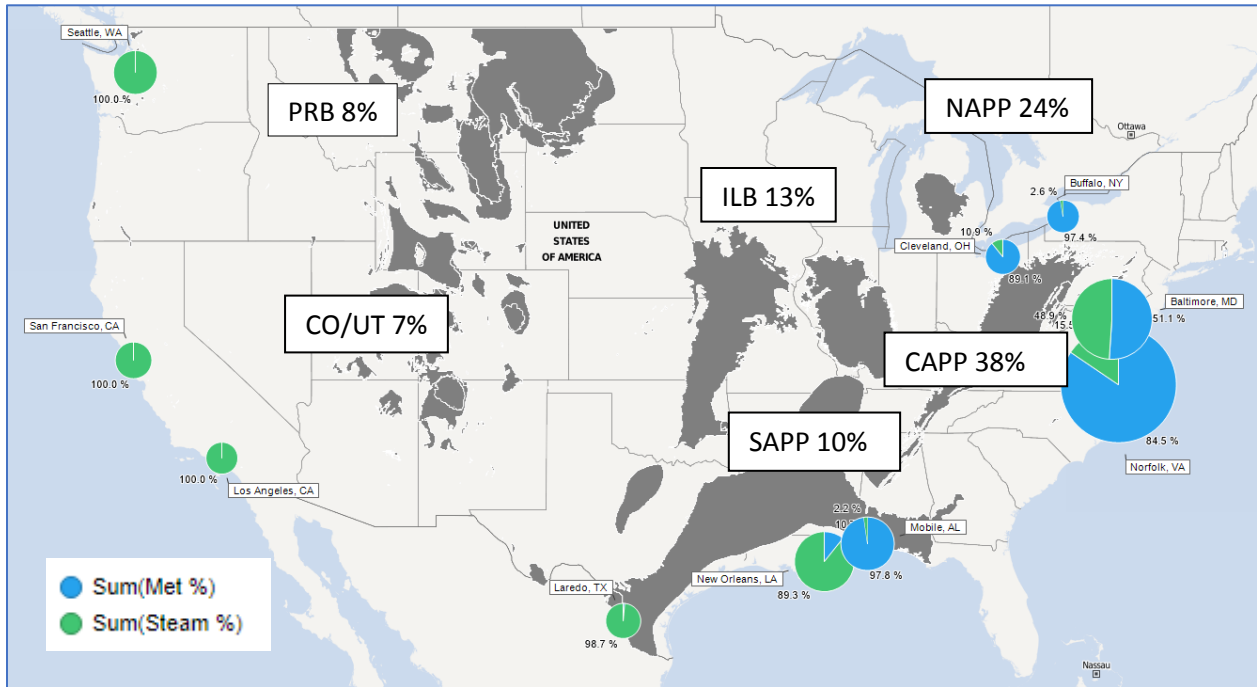 Seattle, WA
100.0 %
PRB 8%
NAPP 24%
Ottawa
Buffalo, NY
2.6 %
97.4 %
ILB 13%
10.9 %
Cleveland, OH
89.1 %
UNITED
STATES
OF AMERICA
Baltimore, MD
48.9 %
51.1 %
CO/UT 7%
San Francisco, CA
100.0 %
CAPP 38%
84.5 %
Norfolk, VA
SAPP 10%
100.0 %
Los Angeles, CA
2.2 %
Mobile, AL
97.8 %
New Orleans, LA
89.3 %
Laredo, TX
98.7 %
Sum(Met %)
Sum(Steam %)
Nassau